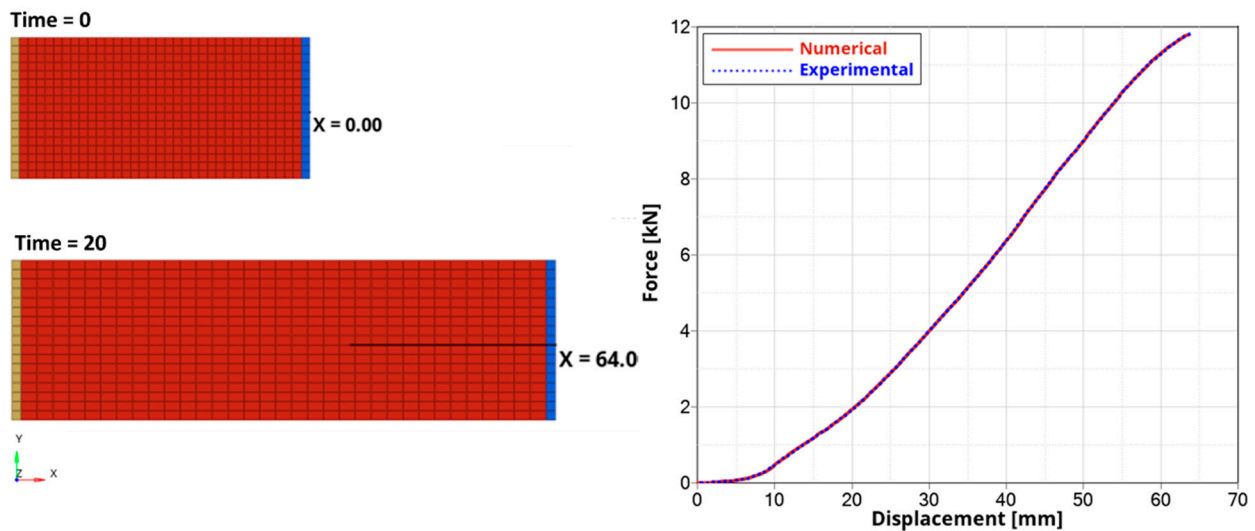 Time = 0
X = 0.00
Time = 20
X = 64.0
Y
Z X
12
10
8
6
4
2
0
Force [kN]
Numerical
Experimental
0 10 20 30 40 50 60 70
Displacement [mm]